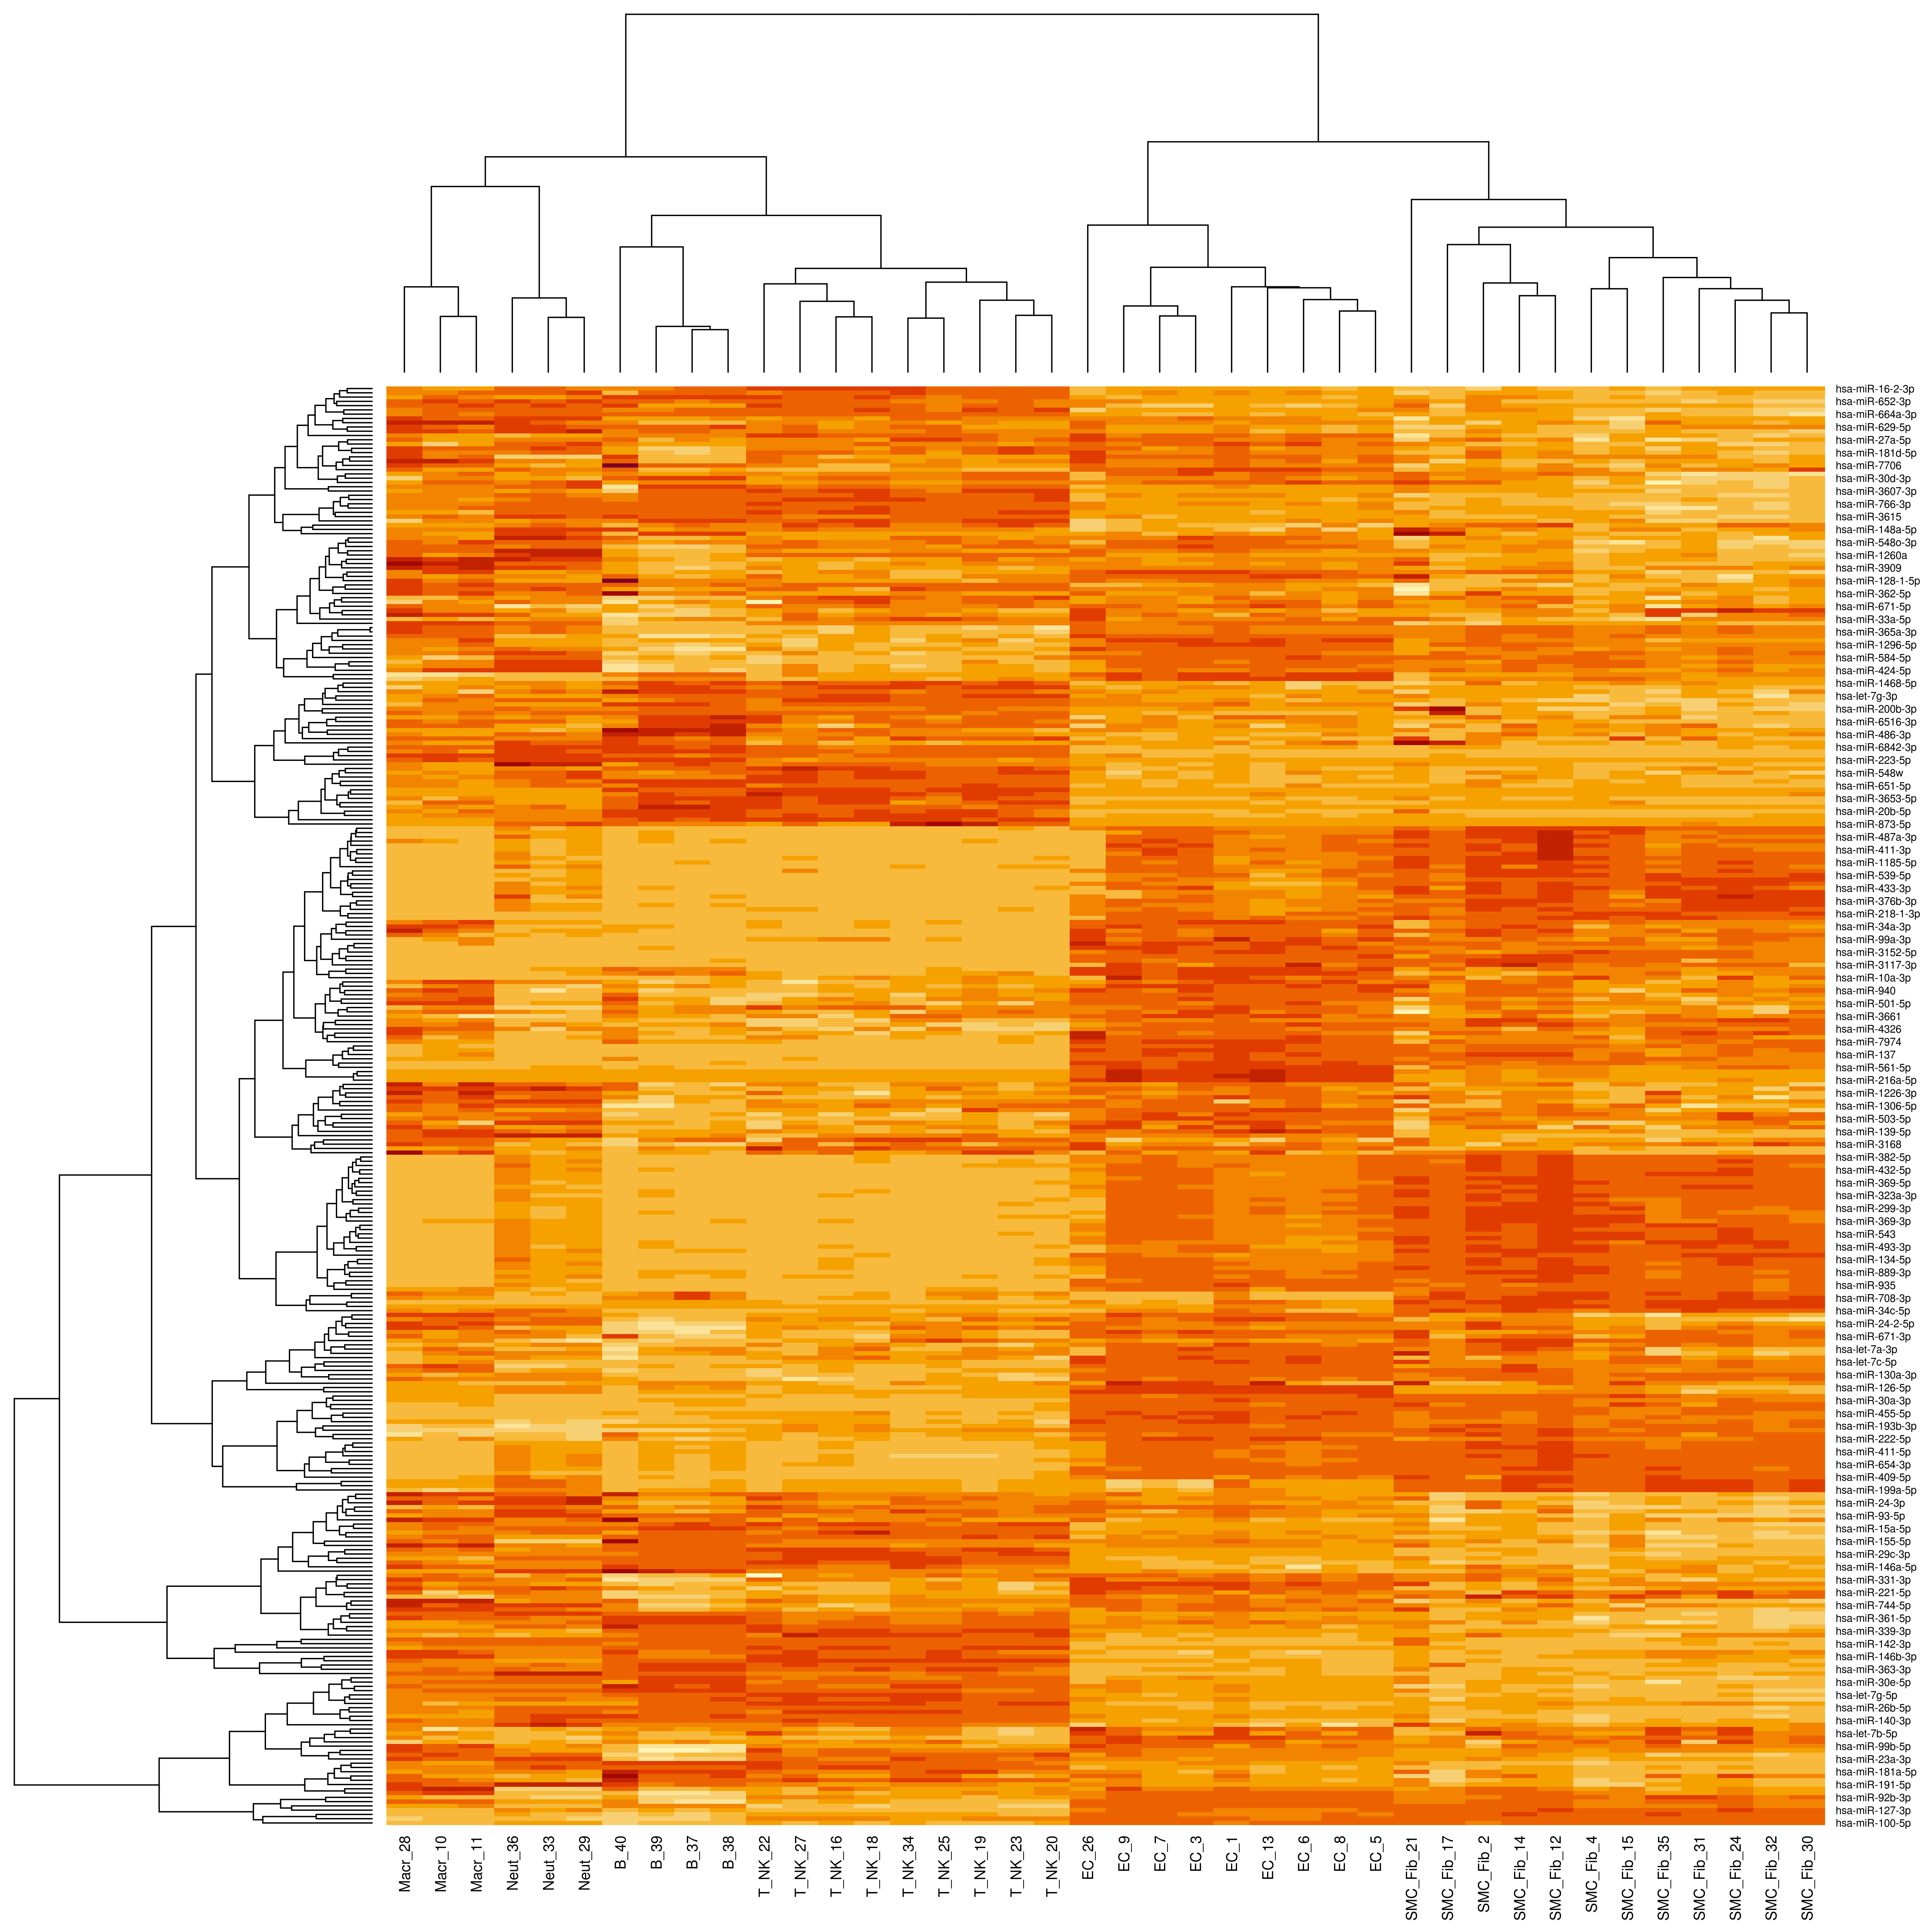 hsa-miR-16-2-3p
hsa-miR-652-3p
hsa-miR-664a-3p
hsa-miR-629-5p
hsa-miR-27a-5p
hsa-miR-181d-5p
hsa-miR-7706
hsa-miR-30d-3p
hsa-miR-3607-3p
hsa-miR-766-3p
hsa-miR-3615
hsa-miR-148a-5p
hsa-miR-548o-3p
hsa-miR-1260a
hsa-miR-3909
hsa-miR-128-1-5p
hsa-miR-362-5p
hsa-miR-671-5p
hsa-miR-33a-5p
hsa-miR-365a-3p
hsa-miR-1296-5p
hsa-miR-584-5p
hsa-miR-424-5p
hsa-miR-1468-5p
hsa-let-7g-3p
hsa-miR-200b-3p
hsa-miR-6516-3p
hsa-miR-486-3p
hsa-miR-6842-3p
hsa-miR-223-5p
hsa-miR-548w
hsa-miR-651-5p
hsa-miR-3653-5p
hsa-miR-20b-5p
hsa-miR-873-5p
hsa-miR-487a-3p
hsa-miR-411-3p
hsa-miR-1185-5p
hsa-miR-539-5p
hsa-miR-433-3p
hsa-miR-376b-3p
hsa-miR-218-1-3p
hsa-miR-34a-3p
hsa-miR-99a-3p
hsa-miR-3152-5p
hsa-miR-3117-3p
hsa-miR-10a-3p
hsa-miR-940
hsa-miR-501-5p
hsa-miR-3661
hsa-miR-4326
hsa-miR-7974
hsa-miR-137
hsa-miR-561-5p
hsa-miR-216a-5p
hsa-miR-1226-3p
hsa-miR-1306-5p
hsa-miR-503-5p
hsa-miR-139-5p
hsa-miR-3168
hsa-miR-382-5p
hsa-miR-432-5p
hsa-miR-369-5p
hsa-miR-323a-3p
hsa-miR-299-3p
hsa-miR-369-3p
hsa-miR-543
hsa-miR-493-3p
hsa-miR-134-5p
hsa-miR-889-3p
hsa-miR-935
hsa-miR-708-3p
hsa-miR-34c-5p
hsa-miR-24-2-5p
hsa-miR-671-3p
hsa-let-7a-3p
hsa-let-7c-5p
hsa-miR-130a-3p
hsa-miR-126-5p
hsa-miR-30a-3p
hsa-miR-455-5p
hsa-miR-193b-3p
hsa-miR-222-5p
hsa-miR-411-5p
hsa-miR-654-3p
hsa-miR-409-5p
hsa-miR-199a-5p
hsa-miR-24-3p
hsa-miR-93-5p
hsa-miR-15a-5p
hsa-miR-155-5p
hsa-miR-29c-3p
hsa-miR-146a-5p
hsa-miR-331-3p
hsa-miR-221-5p
hsa-miR-744-5p
hsa-miR-361-5p
hsa-miR-339-3p
hsa-miR-142-3p
hsa-miR-146b-3p
hsa-miR-363-3p
hsa-miR-30e-5p
hsa-let-7g-5p
hsa-miR-26b-5p
hsa-miR-140-3p
hsa-let-7b-5p
hsa-miR-99b-5p
hsa-miR-23a-3p
hsa-miR-181a-5p
hsa-miR-191-5p
hsa-miR-92b-3p
hsa-miR-127-3p
hsa-miR-100-5p
Macr_28
Macr_10
Macr_11
Neut_36
Neut_33
Neut_29
B_40
B_39
B_37
B_38
T_NK_22
T_NK_27
T_NK_16
T_NK_18
T_NK_34
T_NK_25
T_NK_19
T_NK_23
T_NK_20
EC_26
EC_9
EC_7
EC_3
EC_1
EC_13
EC_6
EC_8
EC_5
SMC_Fib_21
SMC_Fib_17
SMC_Fib_2
SMC_Fib_14
SMC_Fib_12
SMC_Fib_4
SMC_Fib_15
SMC_Fib_35
SMC_Fib_31
SMC_Fib_24
SMC_Fib_32
SMC_Fib_30